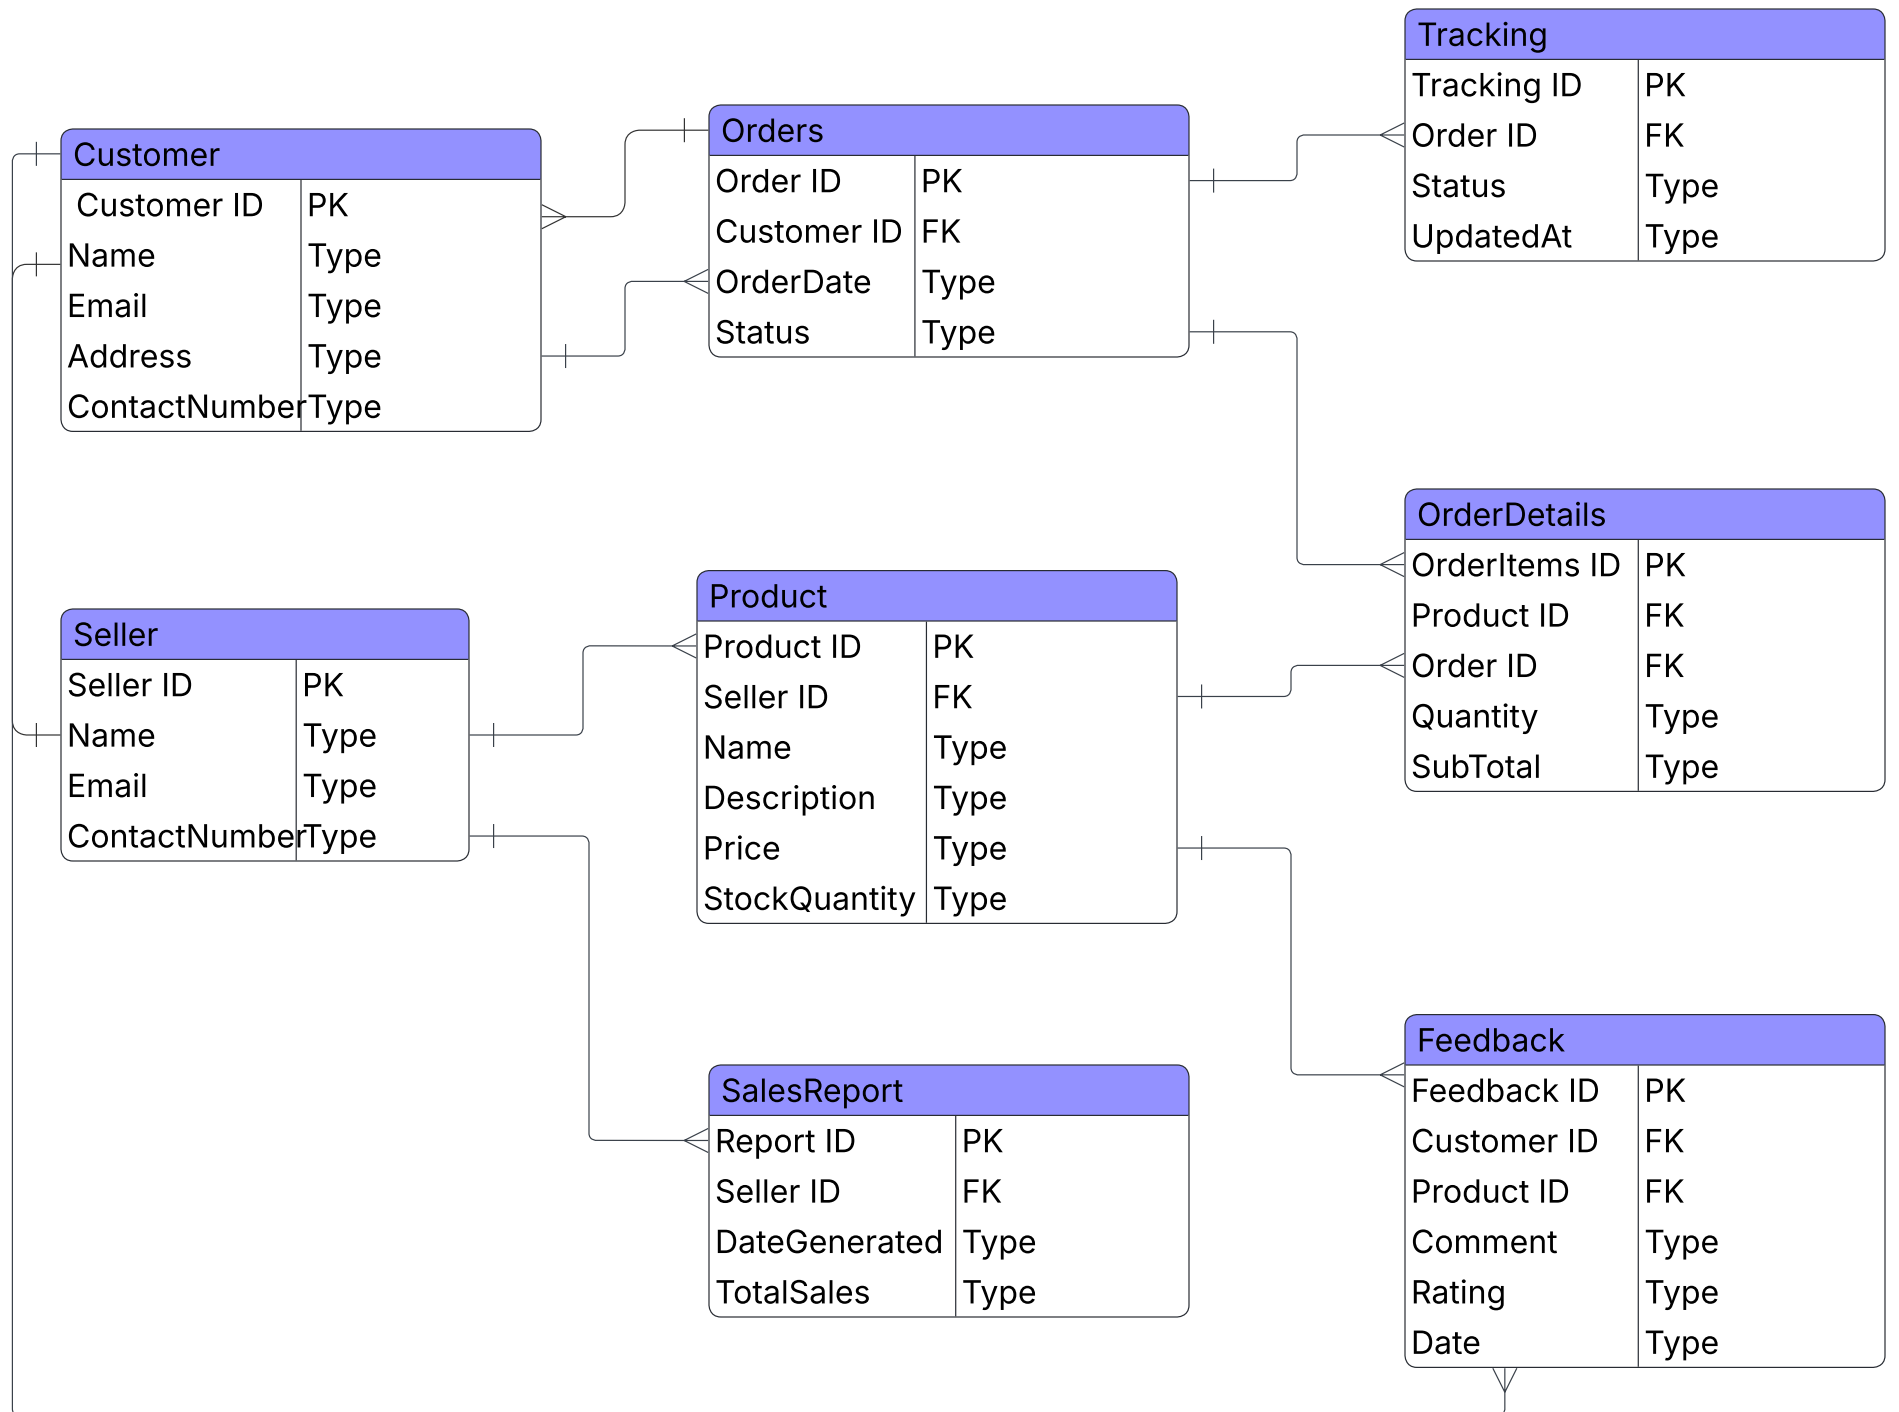 Customer
Customer ID PK
Name Type
Email Type
Address Type
ContactNumber Type
Orders
Order ID PK
Customer ID FK
OrderDate Type
Status Type
Tracking
Tracking ID PK
Order ID FK
Status Type
UpdatedAt Type
Seller
Seller ID PK
Name Type
Email Type
ContactNumber Type
Product
Product ID PK
Seller ID FK
Name Type
Description Type
Price Type
StockQuantity Type
OrderDetails
OrderItems ID PK
Product ID FK
Order ID FK
Quantity Type
SubTotal Type
SalesReport
Report ID PK
Seller ID FK
DateGenerated Type
TotalSales Type
Feedback
Feedback ID PK
Customer ID FK
Product ID FK
Comment Type
Rating Type
Date Type